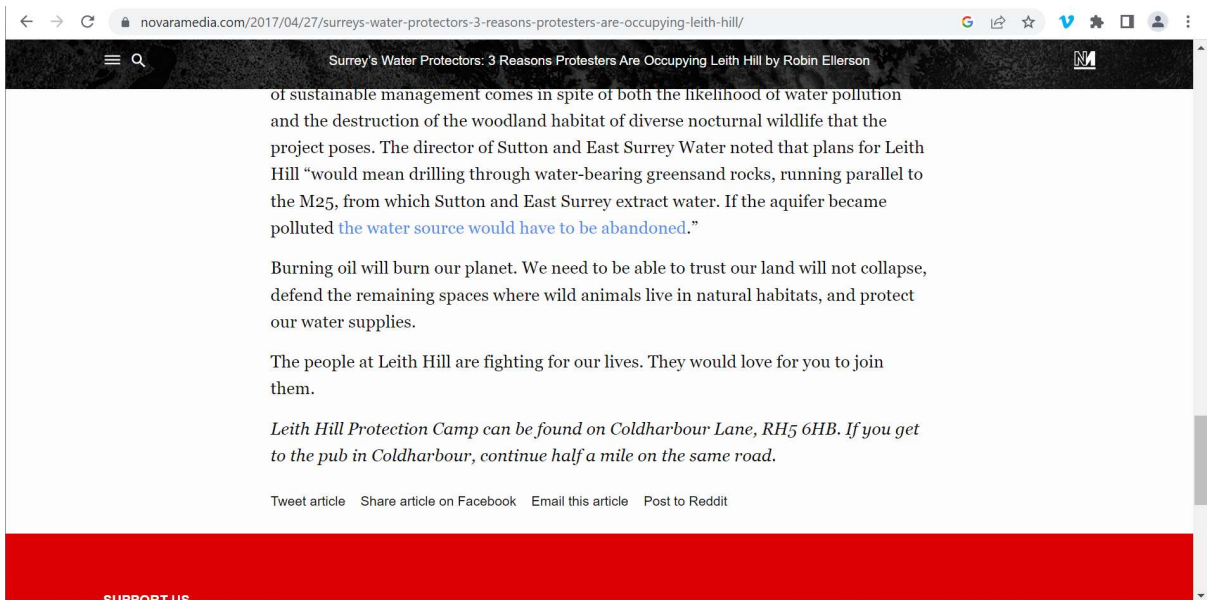 novaramedia.com/2017/04/27/surreys-water-protectors-3-reasons-protesters-are-occupying-leith-hill/
Surrey's Water Protectors: 3 Reasons Protesters Are Occupying Leith Hill by Robin Ellerson
NM
of sustainable management comes in spite of both the likelihood of water pollution
and the destruction of the woodland habitat of diverse nocturnal wildlife that the
project poses. The director of Sutton and East Surrey Water noted that plans for Leith
Hill “would mean drilling through water-bearing greensand rocks, running parallel to
the M25, from which Sutton and East Surrey extract water. If the aquifer became
polluted the water source would have to be abandoned.”
Burning oil will burn our planet. We need to be able to trust our land will not collapse,
defend the remaining spaces where wild animals live in natural habitats, and protect
our water supplies.
The people at Leith Hill are fighting for our lives. They would love for you to join
them.
Leith Hill Protection Camp can be found on Coldharbour Lane, RH5 6HB. If you get
to the pub in Coldharbour, continue half a mile on the same road.
Tweet article Share article on Facebook Email this article Post to Reddit
SUPPORT US